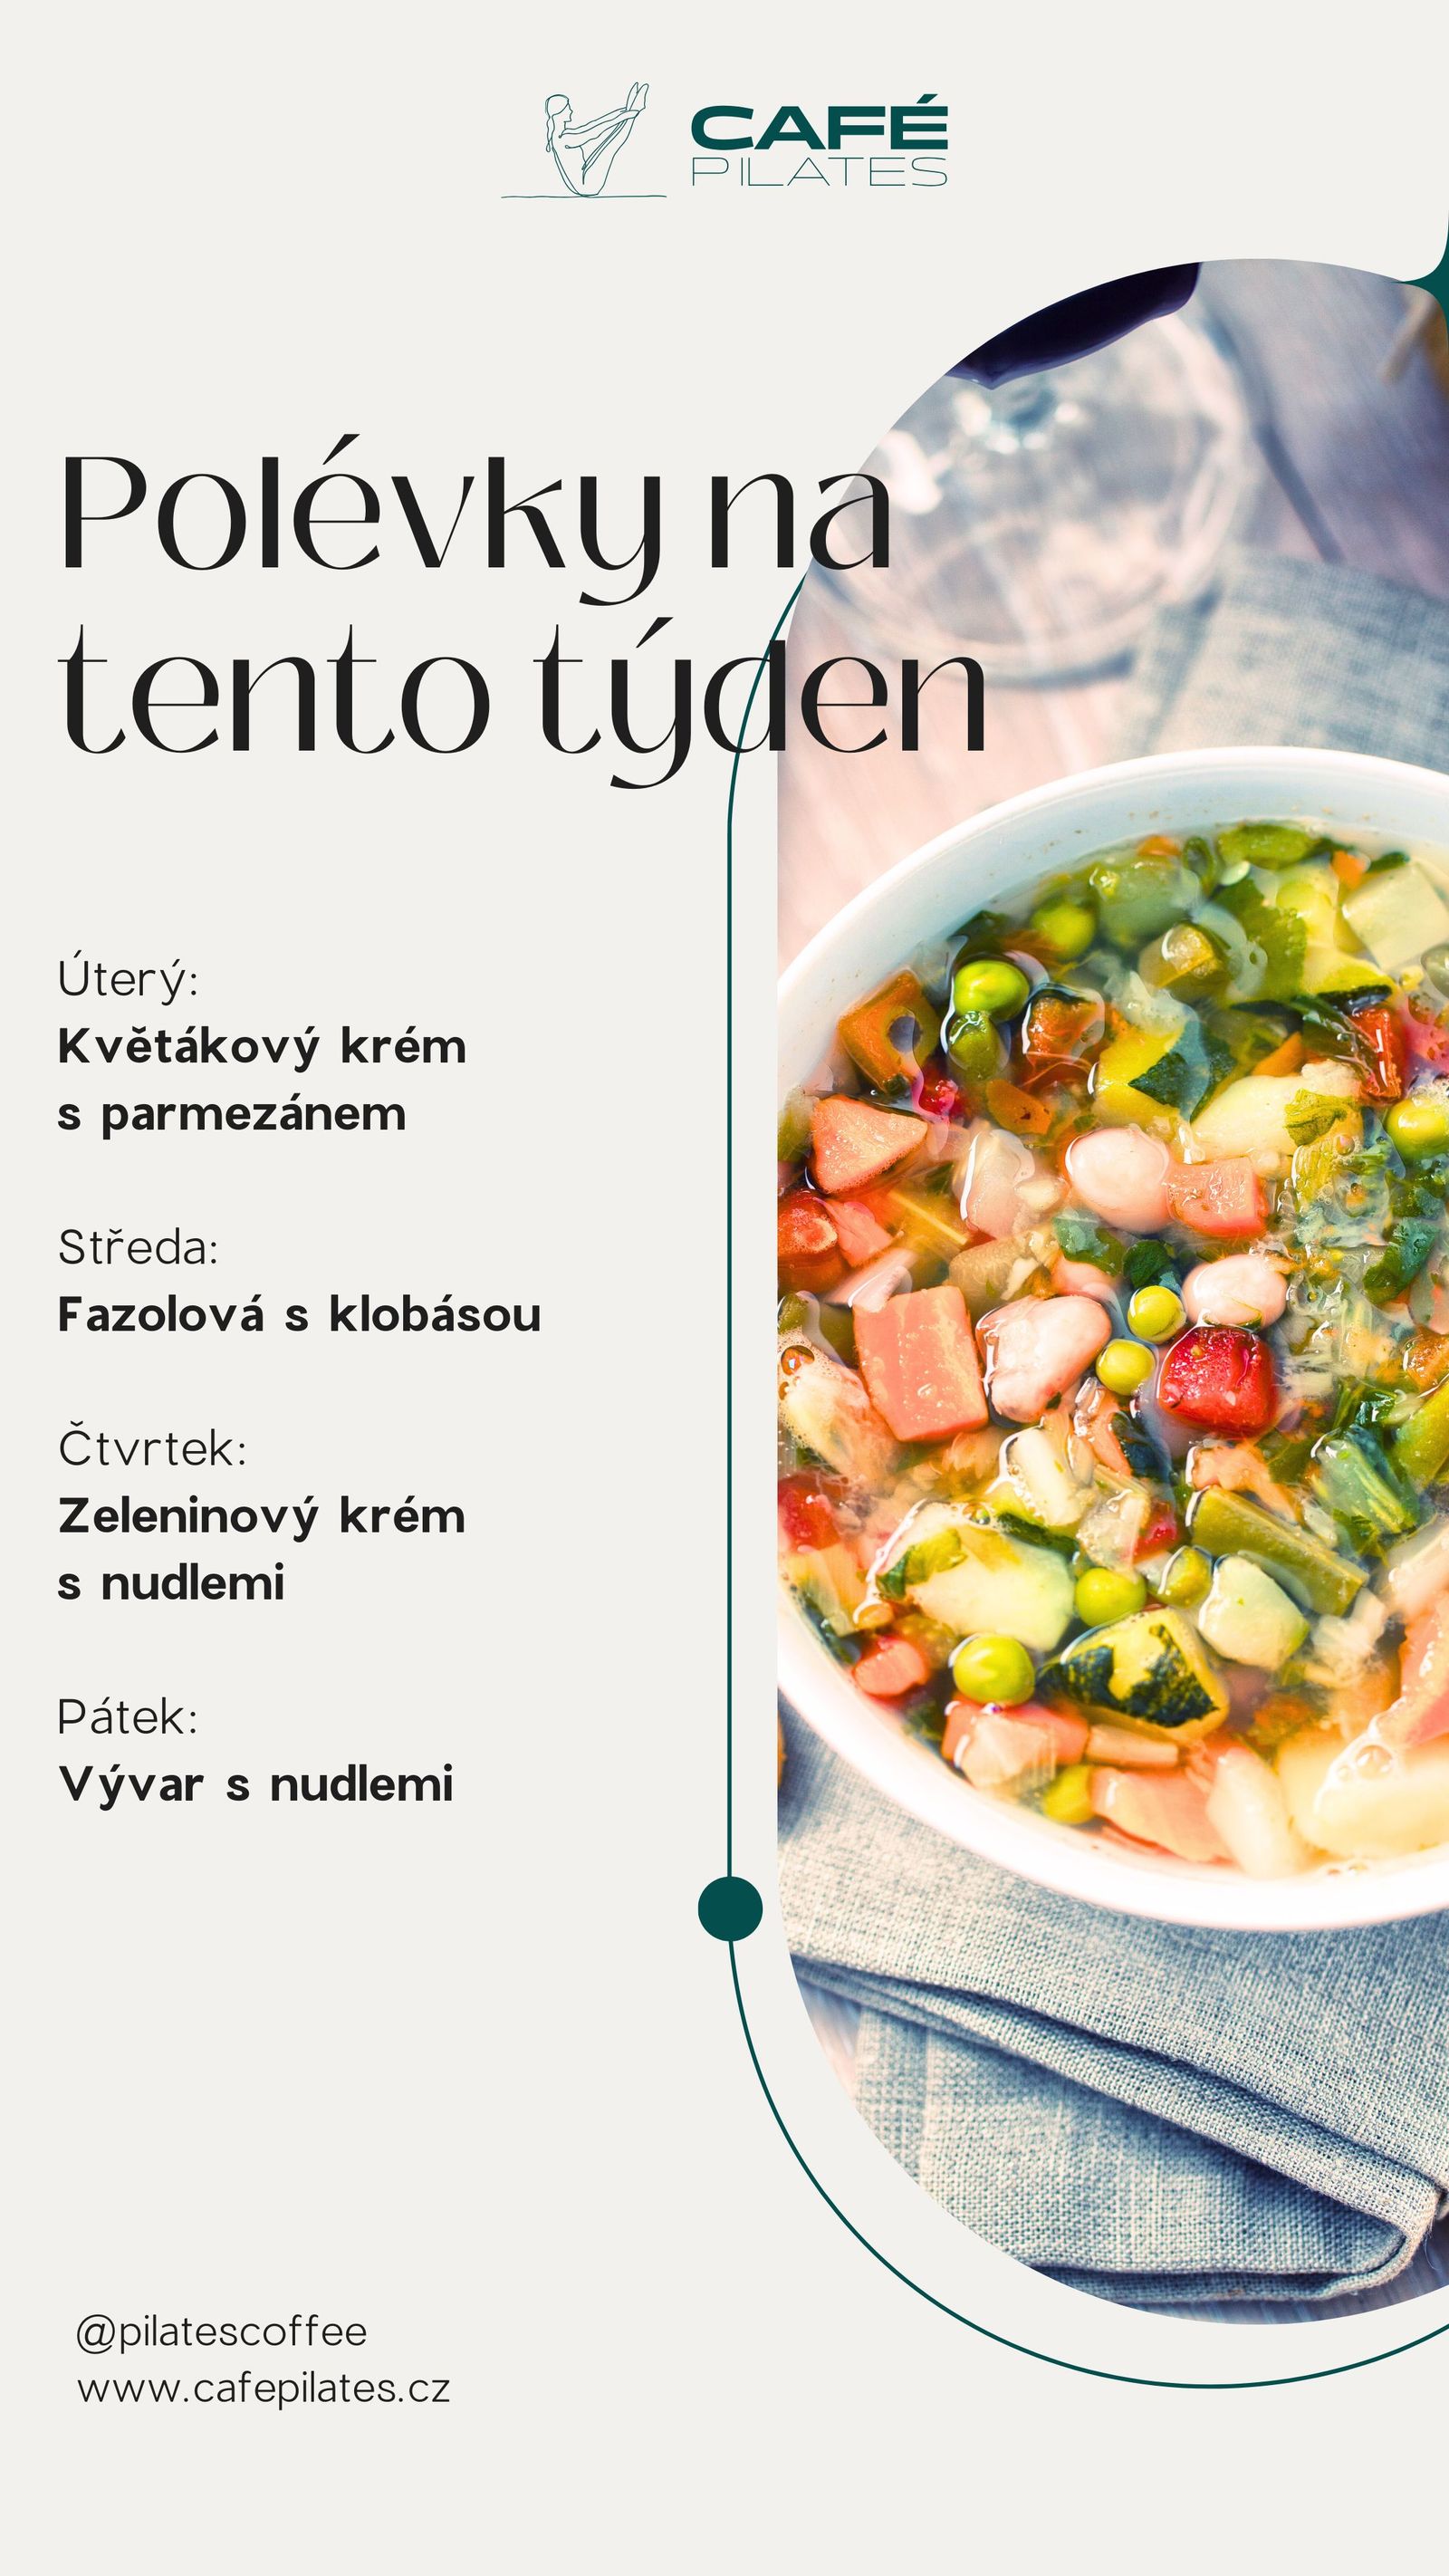 CAFÉ
PILATES
Polévky na
tento týden
Úterý:
Květákový krém
s parmezánem
Středa:
Fazolová s klobásou
Čtvrtek:
Zeleninový krém
s nudlemi
Pátek:
Vývar s nudlemi
@pilatescoffee
www.cafepilates.cz